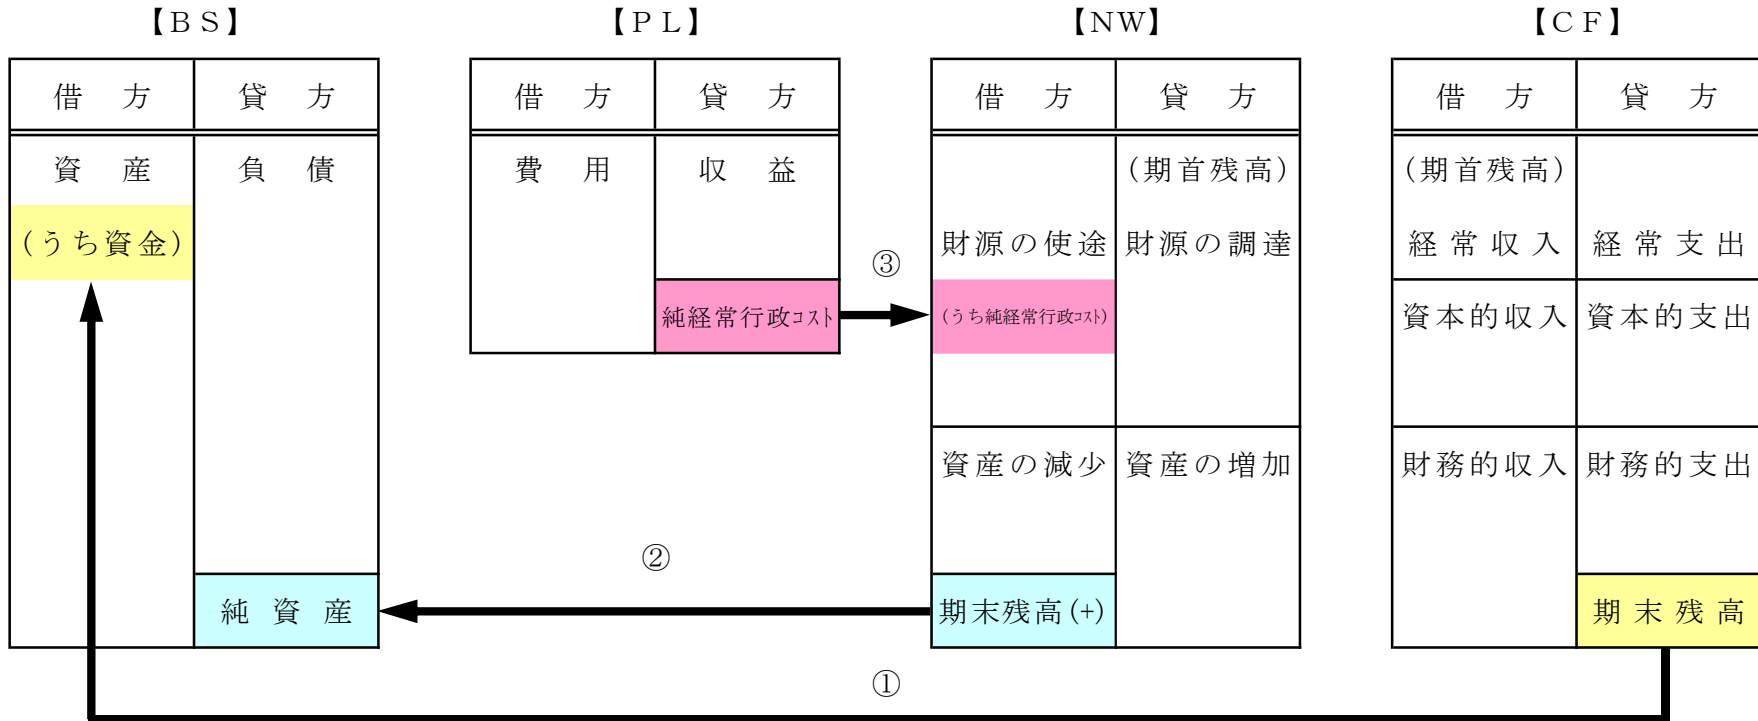 【ＢＳ】 【ＰＬ】 【ＮＷ】 【ＣＦ】
借方 貸方 借方 貸方 借方 貸方 借方 貸方
資産 負債 費用 収益 (期首残高) (期首残高)
(うち資金) 財源の使途 財源の調達 経常収入 経常支出
③
純経常行政ｺｽﾄ (うち純経常行政ｺｽﾄ) 資本的収入 資本的支出
資産の減少 資産の増加 財務的収入 財務的支出
②
純資産 期末残高(+) 期末残高
①